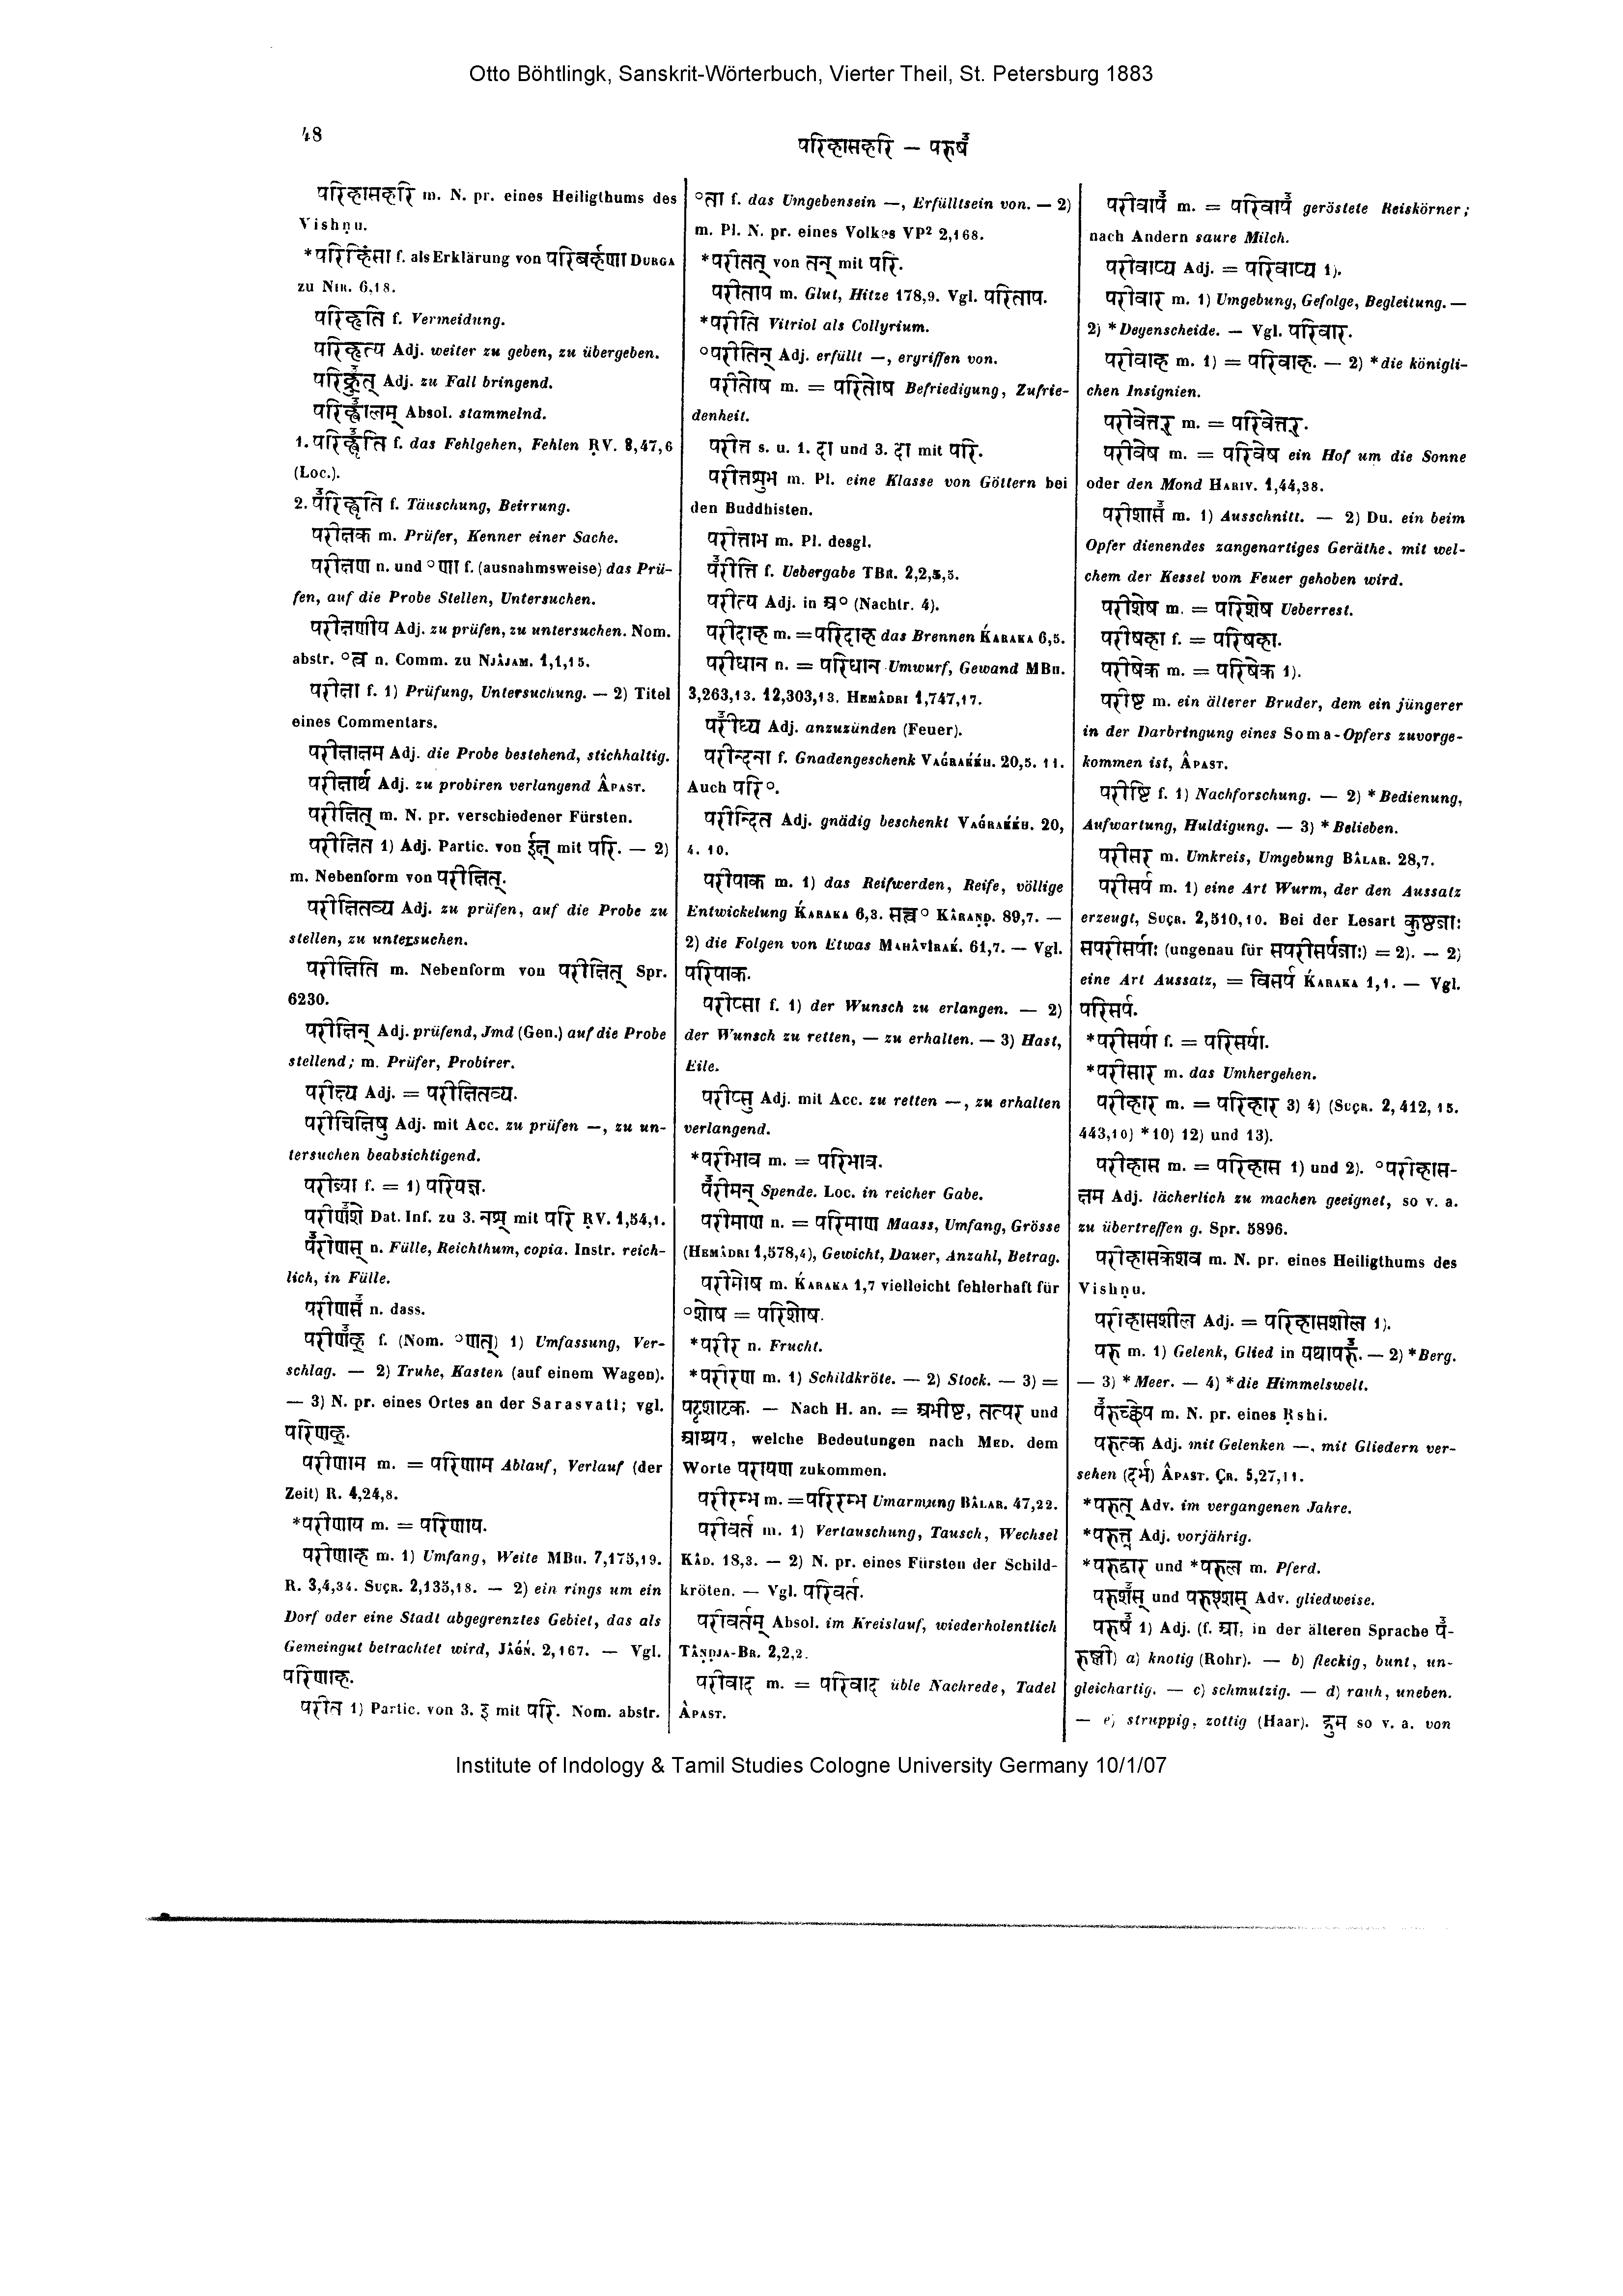 Otto Böhtlingk, Sanskrit-Wörterbuch, Vierter Theil, St. Petersburg 1883
48
परिहासहरि — परुषँ
परिहासहरि m. N. pr. eines Heiligthums des
Vishṇu.
*परिहिंसा f. als Erklärung von परिबर्हणा DURGA
zu NIR. 6,18.
परिहृति f. Vermeidung.
परिहृत्य Adj. weiter zu geben, zu übergeben.
परिह्रुत् Adj. zu Fall bringend.
परिह्वालम् Absol. stammelnd.
1. परिह्वृति f. das Fehlgehen, Fehlen ṚV. 8,47,6
(Loc.).
2. परिह्वृति f. Täuschung, Beirrung.
परीक्षक m. Prüfer, Kenner einer Sache.
परीक्षण n. und °णा f. (ausnahmsweise) das Prü-
fen, auf die Probe Stellen, Untersuchen.
परीक्षणीय Adj. zu prüfen, zu untersuchen. Nom.
abstr. °त्व n. Comm. zu NJÂJAM. 1,1,15.
परीक्षा f. 1) Prüfung, Untersuchung. — 2) Titel
eines Commentars.
परीक्षाक्षम Adj. die Probe bestehend, stichhaltig.
परीक्षार्थ Adj. zu probiren verlangend ÂPAST.
परीक्षित् m. N. pr. verschiedener Fürsten.
परीक्षित 1) Adj. Partic. von ईक्ष् mit परि. — 2)
m. Nebenform von परीक्षित्.
परीक्षितव्य Adj. zu prüfen, auf die Probe zu
stellen, zu untersuchen.
परीक्षिति m. Nebenform von परीक्षित् Spr.
6230.
परीक्षिन् Adj. prüfend, Jmd (Gen.) auf die Probe
stellend; m. Prüfer, Probirer.
परीक्ष्य Adj. = परीक्षितव्य.
परीचिक्षिषु Adj. mit Acc. zu prüfen —, zu un-
tersuchen beabsichtigend.
परीज्या f. = 1) परियज्ञ.
परीणँशे Dat. Inf. zu 3. नश् mit परि ṚV. 1,54,1.
पँरीणस् n. Fülle, Reichthum, copia. Instr. reich-
lich, in Fülle.
परीणसँ n. dass.
परीणँह् f. (Nom. °णत्) 1) Umfassung, Ver-
schlag. — 2) Truhe, Kasten (auf einem Wagen).
— 3) N. pr. eines Ortes an der Sarasvatî; vgl.
परिणह्.
परीणाम m. = परिणाम Ablauf, Verlauf (der
Zeit) R. 4,24,8.
*परीणाय m. = परिणाय.
परीणाह m. 1) Umfang, Weite MBH. 7,175,19.
R. 3,4,34. SUÇR. 2,135,18. — 2) ein rings um ein
Dorf oder eine Stadt abgegrenztes Gebiet, das als
Gemeingut betrachtet wird, JÂGṄ. 2,167. — Vgl.
परिणाह.
परीत 1) Partic. von 3. इ mit परि. Nom. abstr.
°ता f. das Umgebensein —, Erfülltsein von. — 2)
m. Pl. N. pr. eines Volkes VP² 2,168.
*परीतत् von तन् mit परि.
परीताप m. Glut, Hitze 178,9. Vgl. परिताप.
*परीति Vitriol als Collyrium.
°परीतिन् Adj. erfüllt —, ergriffen von.
परीतोष m. = परितोष Befriedigung, Zufrie-
denheit.
परीत्त s. u. 1. दा und 3. दा mit परि.
परीत्तशुभ m. Pl. eine Klasse von Göttern bei
den Buddhisten.
परीत्ताभ m. Pl. desgl.
पँरीत्ति f. Uebergabe TBR. 2,2,5,5.
परीत्य Adj. in अ° (Nachtr. 4).
परीदाह m. = परिदाह das Brennen ḰARAKA 6,5.
परीधान n. = परिधान Umwurf, Gewand MBH.
3,263,13. 12,303,13. HEMÂDRI 1,747,17.
परीँध्य Adj. anzuzünden (Feuer).
परीन्दना f. Gnadengeschenk VAǴRAḰḰH. 20,5. 11.
Auch परि°.
परीन्दित Adj. gnädig beschenkt VAǴRAḰḰH. 20,
4. 10.
परीपाक m. 1) das Reifwerden, Reife, völlige
Entwickelung ḰARAKA 6,3. सत्त्व° KÂRAṆḌ. 89,7. —
2) die Folgen von Etwas MAHÂVÎRAḰ. 61,7. — Vgl.
परिपाक.
परीप्सा f. 1) der Wunsch zu erlangen. — 2)
der Wunsch zu retten, — zu erhalten. — 3) Hast,
Eile.
परीप्सु Adj. mit Acc. zu retten —, zu erhalten
verlangend.
*परीभाव m. = परिभाव.
पँरीमन् Spende. Loc. in reicher Gabe.
परीमाण n. = परिमाण Maass, Umfang, Grösse
(HEMÂDRI 1,578,4), Gewicht, Dauer, Anzahl, Betrag.
परीमोष m. ḰARAKA 1,7 vielleicht fehlerhaft für
°शोष = परिशोष.
*परीर n. Frucht.
*परीरण m. 1) Schildkröte. — 2) Stock. — 3) =
पट्टशाटक. — Nach H. an. = अभीष्ट, तत्पर und
आश्रय, welche Bedeutungen nach MED. dem
Worte परायण zukommen.
परीरम्भ m. = परिरम्भ Umarmung BÂLAR. 47,22.
परीवर्त m. 1) Vertauschung, Tausch, Wechsel
KÂD. 18,3. — 2) N. pr. eines Fürsten der Schild-
kröten. — Vgl. परिवर्त.
परीवर्तम् Absol. im Kreislauf, wiederholentlich
TÂṆḌJA-BR. 2,2,2.
परीवाद m. = परिवाद üble Nachrede, Tadel
ÂPAST.
परीवापँ m. = परिवापँ geröstete Reiskörner;
nach Andern saure Milch.
परीवाप्य Adj. = परिवाप्य 1).
परीवार m. 1) Umgebung, Gefolge, Begleitung. —
2) *Degenscheide. — Vgl. परिवार.
परीवाह m. 1) = परिवाह. — 2) *die königli-
chen Insignien.
परीवेत्तर् m. = परिवेत्तर्.
परीवेष m. = परिवेष ein Hof um die Sonne
oder den Mond HARIV. 1,44,38.
परीशासँ m. 1) Ausschnitt. — 2) Du. ein beim
Opfer dienendes zangenartiges Geräthe, mit wel-
chem der Kessel vom Feuer gehoben wird.
परीशेष m. = परिशेष Ueberrest.
परीषका f. = परिषका.
परीषेक m. = परिषेक 1).
परीष्ट m. ein älterer Bruder, dem ein jüngerer
in der Darbringung eines Soma-Opfers zuvorge-
kommen ist, ÂPAST.
परीष्टि f. 1) Nachforschung. — 2) *Bedienung,
Aufwartung, Huldigung. — 3) *Belieben.
परीसर m. Umkreis, Umgebung BÂLAR. 28,7.
परीसर्प m. 1) eine Art Wurm, der den Aussatz
erzeugt, SUÇR. 2,510,10. Bei der Lesart कुष्ठजाः
सपरीसर्पाः (ungenau für सपरीसर्पजाः) = 2). — 2)
eine Art Aussatz, = विसर्प ḰARAKA 1,1. — Vgl.
परिसर्प.
*परीसर्या f. = परिसर्या.
*परीसार m. das Umhergehen.
परीहार m. = परिहार 3) 4) (SUÇR. 2,412,15.
443,10) *10) 12) und 13).
परीहास m. = परिहास 1) und 2). °परीहास-
क्षम Adj. lächerlich zu machen geeignet, so v. a.
zu übertreffen g. Spr. 5896.
परीहासकेशव m. N. pr. eines Heiligthums des
Vishṇu.
परीहासशील Adj. = परिहासशील 1).
परु m. 1) Gelenk, Glied in यथापरुँ. — 2) *Berg.
— 3) *Meer. — 4) *die Himmelswelt.
पँरुच्छेप m. N. pr. eines Ṛshi.
परुत्क Adj. mit Gelenken —, mit Gliedern ver-
sehen (दर्भ) ÂPAST. ÇR. 5,27,11.
*परुत् Adv. im vergangenen Jahre.
*परुत्त्न Adj. vorjährig.
*परुद्वार und *परुल m. Pferd.
परुशँस् und परुश्शस् Adv. gliedweise.
परुषँ 1) Adj. (f. आ, in der älteren Sprache पँ-
रुष्णी) a) knotig (Rohr). — b) fleckig, bunt, un-
gleichartig. — c) schmutzig. — d) rauh, uneben.
— e) struppig, zottig (Haar). द्रुम so v. a. von
Institute of Indology & Tamil Studies Cologne University Germany 10/1/07